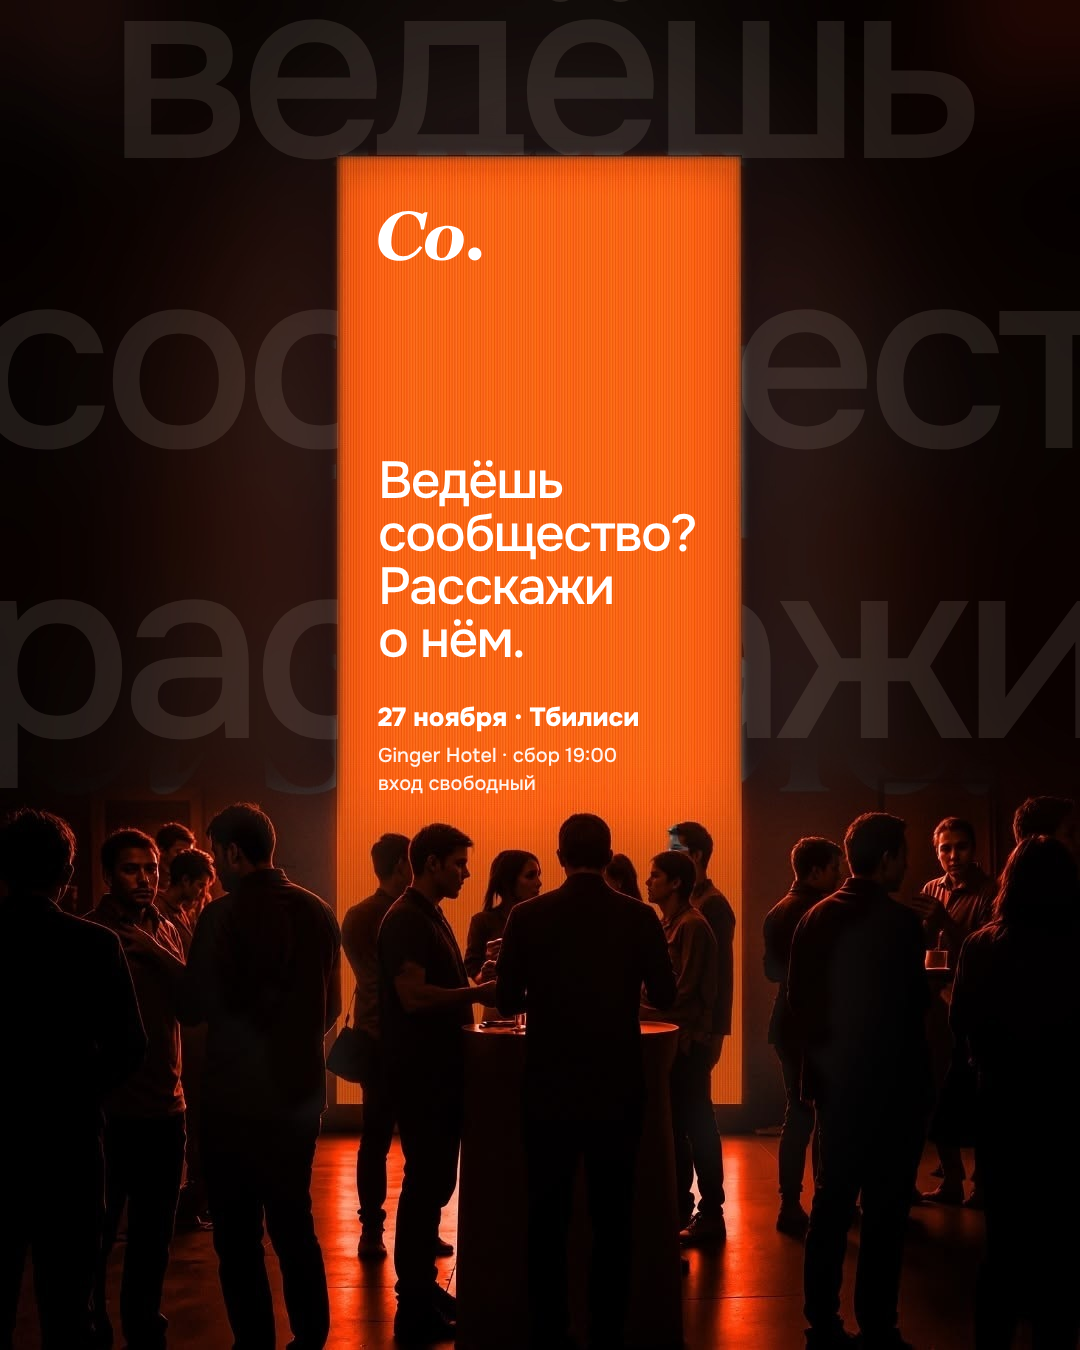 ведёшь
Co.
Ведёшь
сообщество?
Расскажи
о нём.
27 ноября · Тбилиси
Ginger Hotel · сбор 19:00
вход свободный